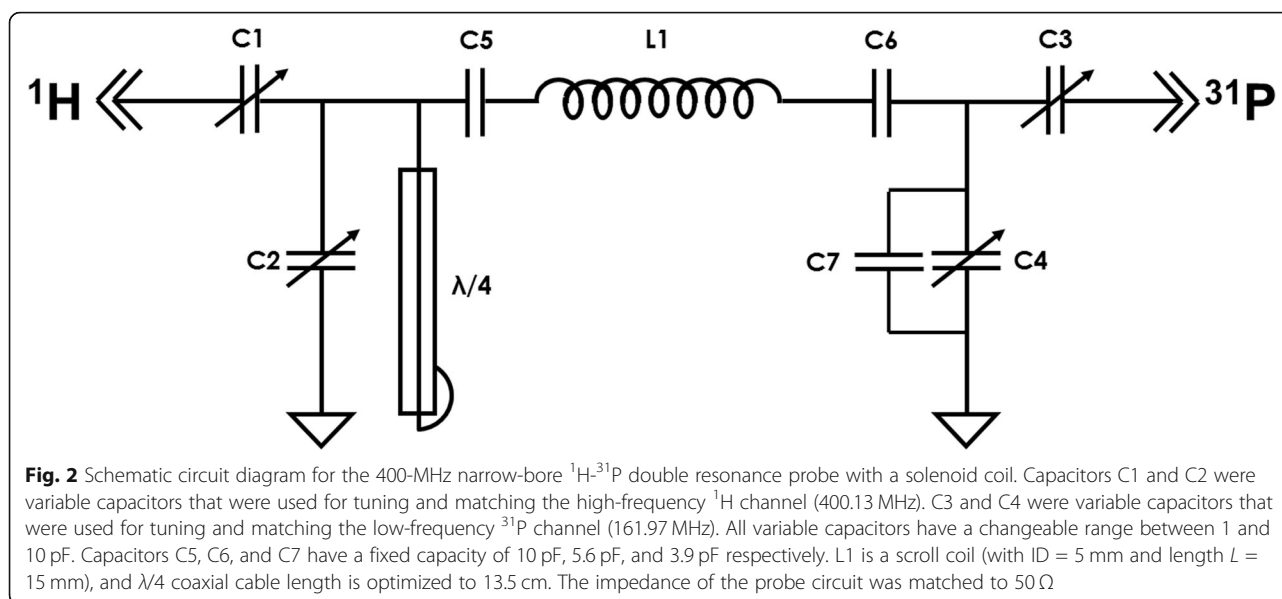 C1 C5 L1 C6 C3
¹H ³¹P
C2 λ/4 C7 C4
Fig. 2 Schematic circuit diagram for the 400-MHz narrow-bore ¹H-³¹P double resonance probe with a solenoid coil. Capacitors C1 and C2 were
variable capacitors that were used for tuning and matching the high-frequency ¹H channel (400.13 MHz). C3 and C4 were variable capacitors that
were used for tuning and matching the low-frequency ³¹P channel (161.97 MHz). All variable capacitors have a changeable range between 1 and
10 pF. Capacitors C5, C6, and C7 have a fixed capacity of 10 pF, 5.6 pF, and 3.9 pF respectively. L1 is a scroll coil (with ID = 5 mm and length L =
15 mm), and λ/4 coaxial cable length is optimized to 13.5 cm. The impedance of the probe circuit was matched to 50 Ω